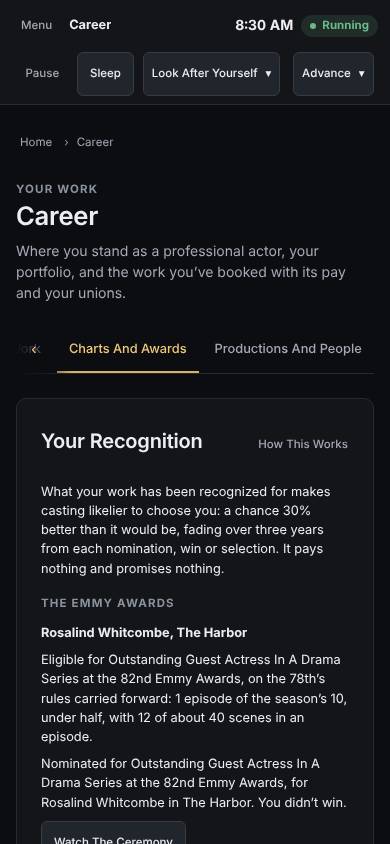 Menu Career 8:30 AM Running
Pause Sleep Look After Yourself ▾ Advance ▾
Home › Career
YOUR WORK
Career
Where you stand as a professional actor, your
portfolio, and the work you’ve booked with its pay
and your unions.
‹ Charts And Awards Productions And People
Your Recognition How This Works
What your work has been recognized for makes
casting likelier to choose you: a chance 30%
better than it would be, fading over three years
from each nomination, win or selection. It pays
nothing and promises nothing.
THE EMMY AWARDS
Rosalind Whitcombe, The Harbor
Eligible for Outstanding Guest Actress In A Drama
Series at the 82nd Emmy Awards, on the 78th’s
rules carried forward: 1 episode of the season’s 10,
under half, with 12 of about 40 scenes in an
episode.
Nominated for Outstanding Guest Actress In A
Drama Series at the 82nd Emmy Awards, for
Rosalind Whitcombe in The Harbor. You didn’t win.
Watch The Ceremony